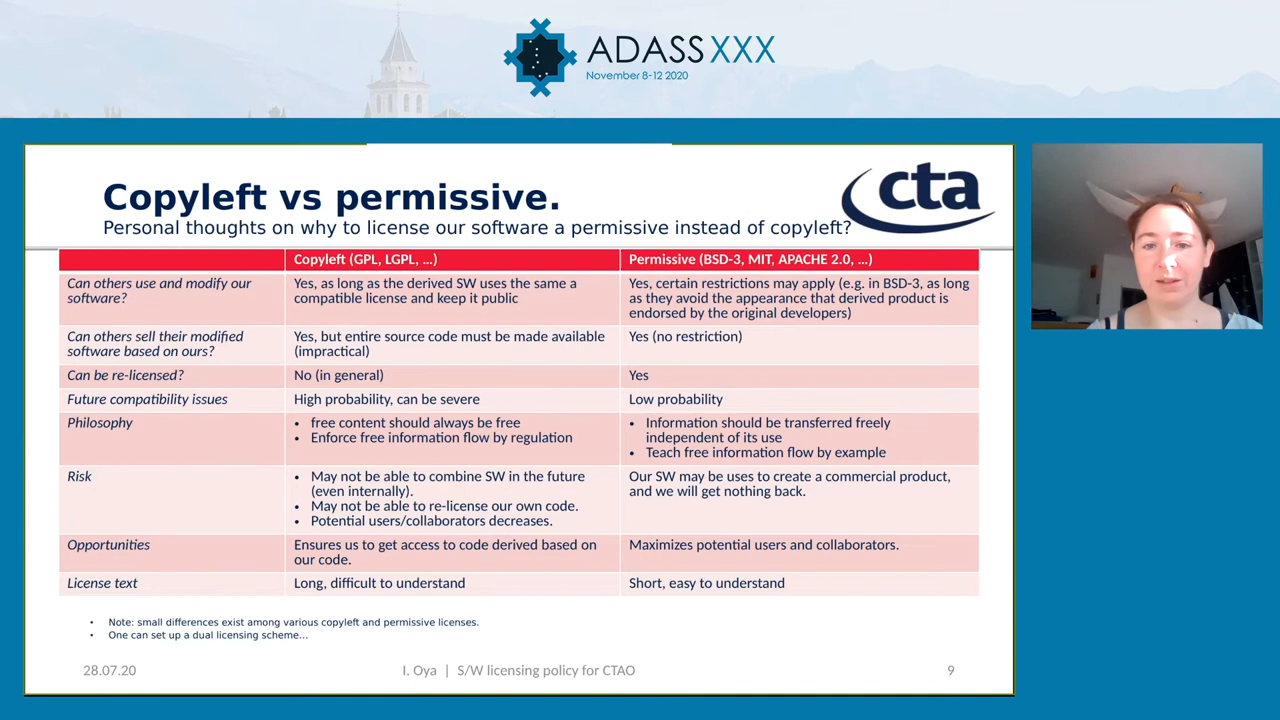 ADASS XXX
November 8-12 2020
cta
Copyleft vs permissive.
Personal thoughts on why to license our software a permissive instead of copyleft?
Copyleft (GPL, LGPL, ...)
Permissive (BSD-3, MIT, APACHE 2.0, ...)
Can others use and modify our
software?
Yes, as long as the derived SW uses the same a
compatible license and keep it public
Yes, certain restrictions may apply (e.g. in BSD-3, as long
as they avoid the appearance that derived product is
endorsed by the original developers)
Can others sell their modified
software based on ours?
Yes, but entire source code must be made available
(impractical)
Yes (no restriction)
Can be re-licensed?
No (in general)
Yes
Future compatibility issues
High probability, can be severe
Low probability
Philosophy
• free content should always be free
• Enforce free information flow by regulation
• Information should be transferred freely
independent of its use
• Teach free information flow by example
Risk
• May not be able to combine SW in the future
(even internally).
• May not be able to re-license our own code.
• Potential users/collaborators decreases.
Our SW may be uses to create a commercial product,
and we will get nothing back.
Opportunities
Ensures us to get access to code derived based on
our code.
Maximizes potential users and collaborators.
License text
Long, difficult to understand
Short, easy to understand
• Note: small differences exist among various copyleft and permissive licenses.
• One can set up a dual licensing scheme...
28.07.20
I. Oya | S/W licensing policy for CTAO
9